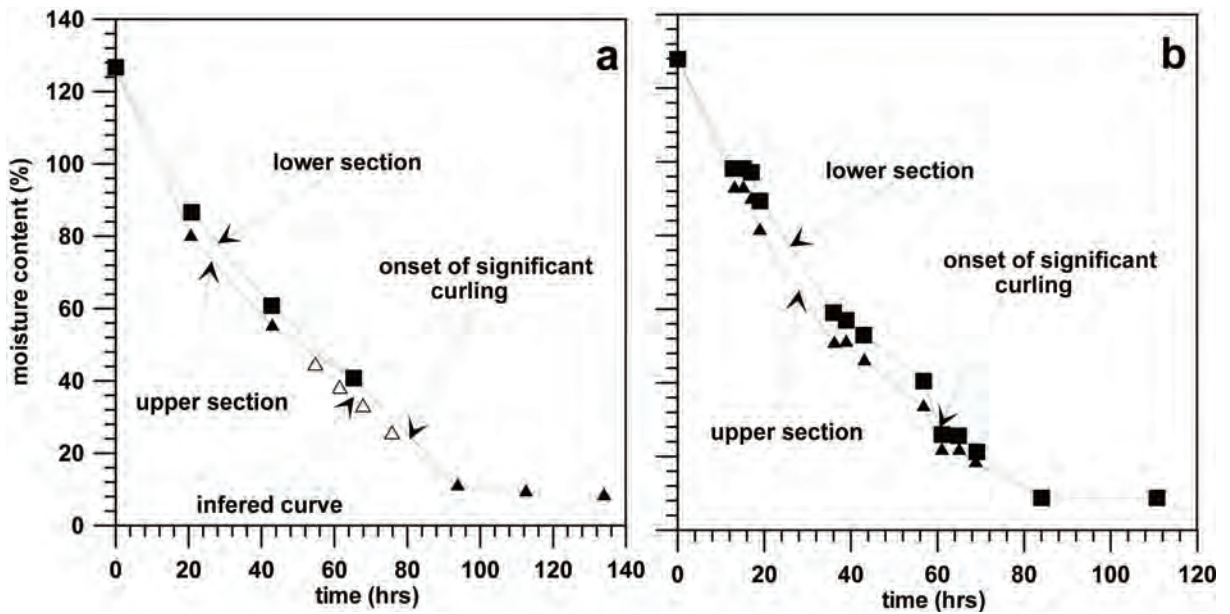 140
120
100
80
60
40
20
0
moisture content (%)
a
lower section
onset of significant
curling
upper section
infered curve
0 20 40 60 80 100 120 140
time (hrs)
b
lower section
onset of significant
curling
upper section
0 20 40 60 80 100 120
time (hrs)